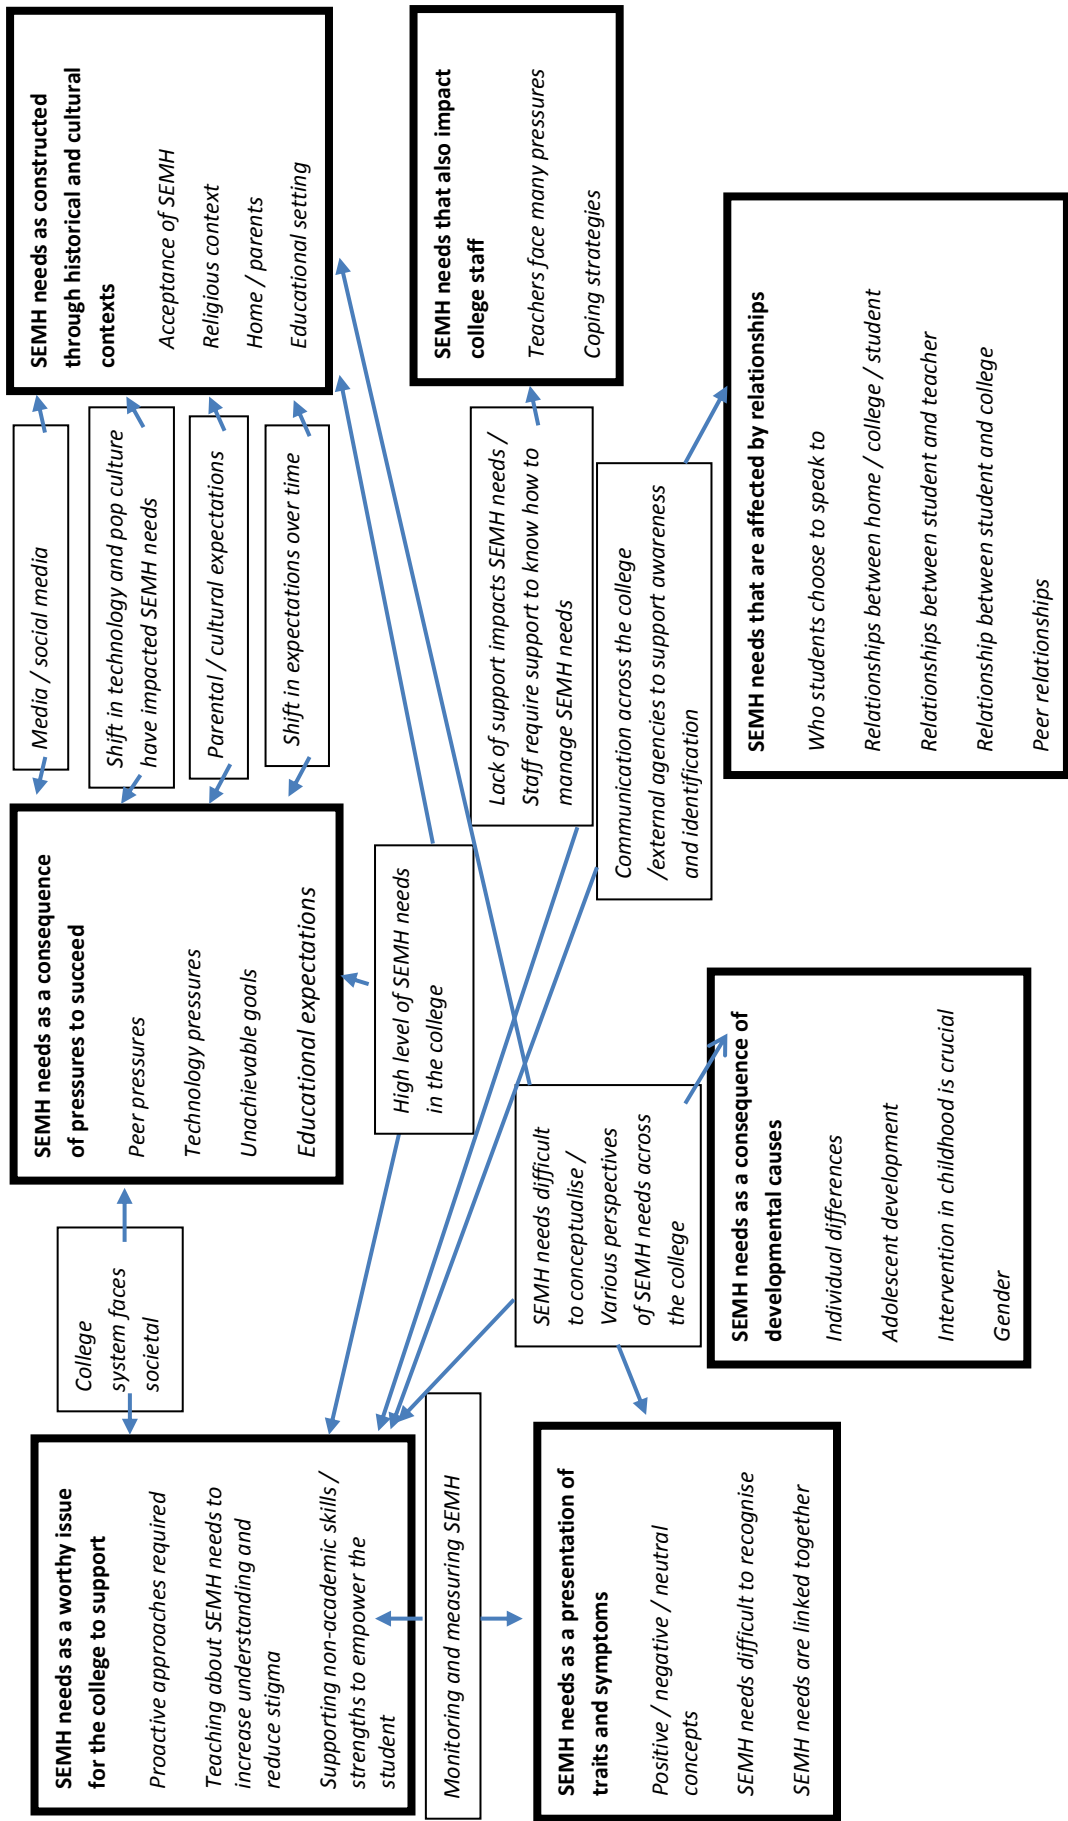 SEMH needs as a worthy issue
for the college to support
Proactive approaches required
Teaching about SEMH needs to
increase understanding and
reduce stigma
Supporting non-academic skills /
strengths to empower the
student
College
system faces
societal
SEMH needs as a consequence
of pressures to succeed
Peer pressures
Technology pressures
Unachievable goals
Educational expectations
Media / social media
Shift in technology and pop culture
have impacted SEMH needs
Parental / cultural expectations
Shift in expectations over time
SEMH needs as constructed
through historical and cultural
contexts
Acceptance of SEMH
Religious context
Home / parents
Educational setting
High level of SEMH needs
in the college
Monitoring and measuring SEMH
SEMH needs difficult
to conceptualise /
Various perspectives
of SEMH needs across
the college
Lack of support impacts SEMH needs /
Staff require support to know how to
manage SEMH needs
Communication across the college
/external agencies to support awareness
and identification
SEMH needs that also impact
college staff
Teachers face many pressures
Coping strategies
SEMH needs as a presentation of
traits and symptoms
Positive / negative / neutral
concepts
SEMH needs difficult to recognise
SEMH needs are linked together
SEMH needs as a consequence of
developmental causes
Individual differences
Adolescent development
Intervention in childhood is crucial
Gender
SEMH needs that are affected by relationships
Who students choose to speak to
Relationships between home / college / student
Relationships between student and teacher
Relationship between student and college
Peer relationships